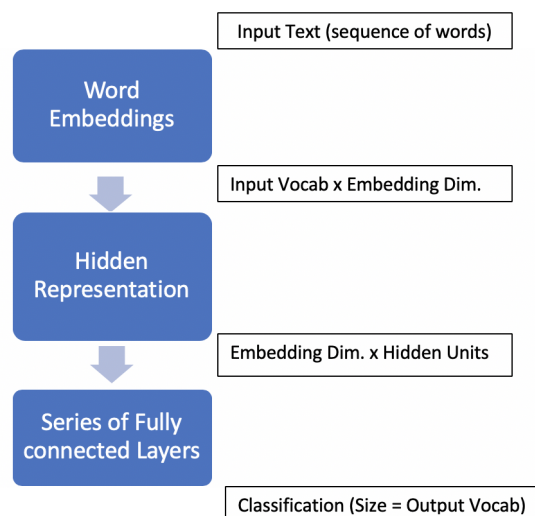 Input Text (sequence of words)
Word
Embeddings
Input Vocab x Embedding Dim.
Hidden
Representation
Embedding Dim. x Hidden Units
Series of Fully
connected Layers
Classification (Size = Output Vocab)